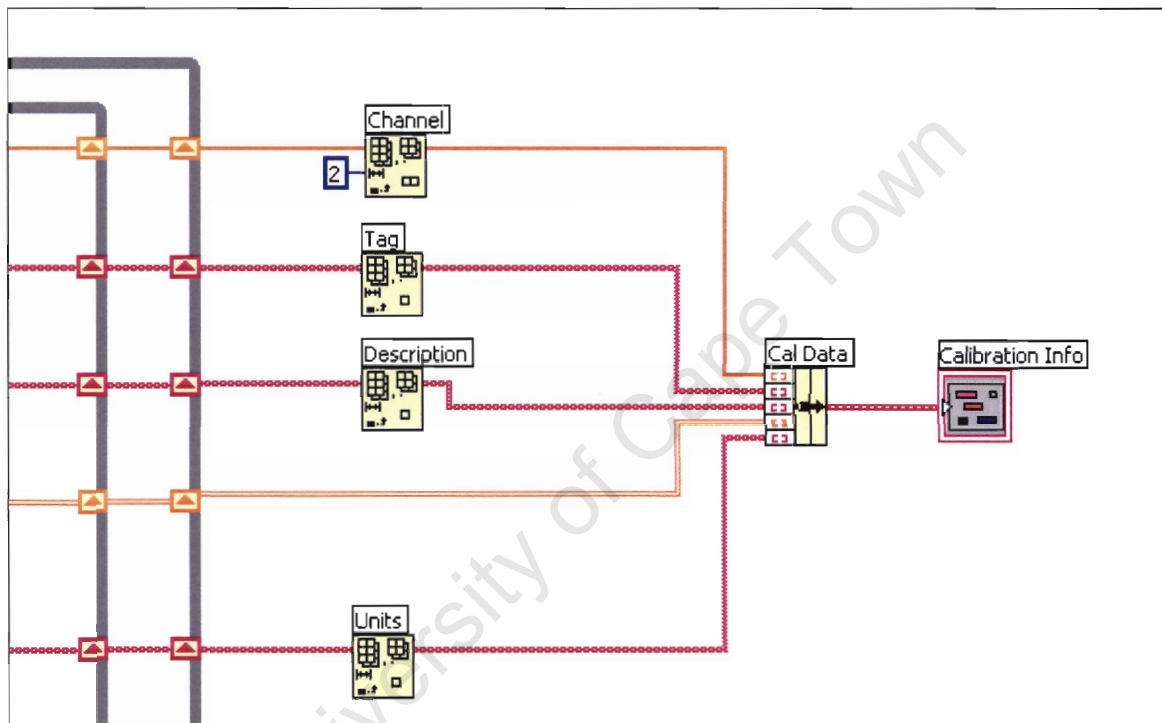 Channel
2
Tag
Description
Cal Data
Calibration Info
Units
University of Cape Town